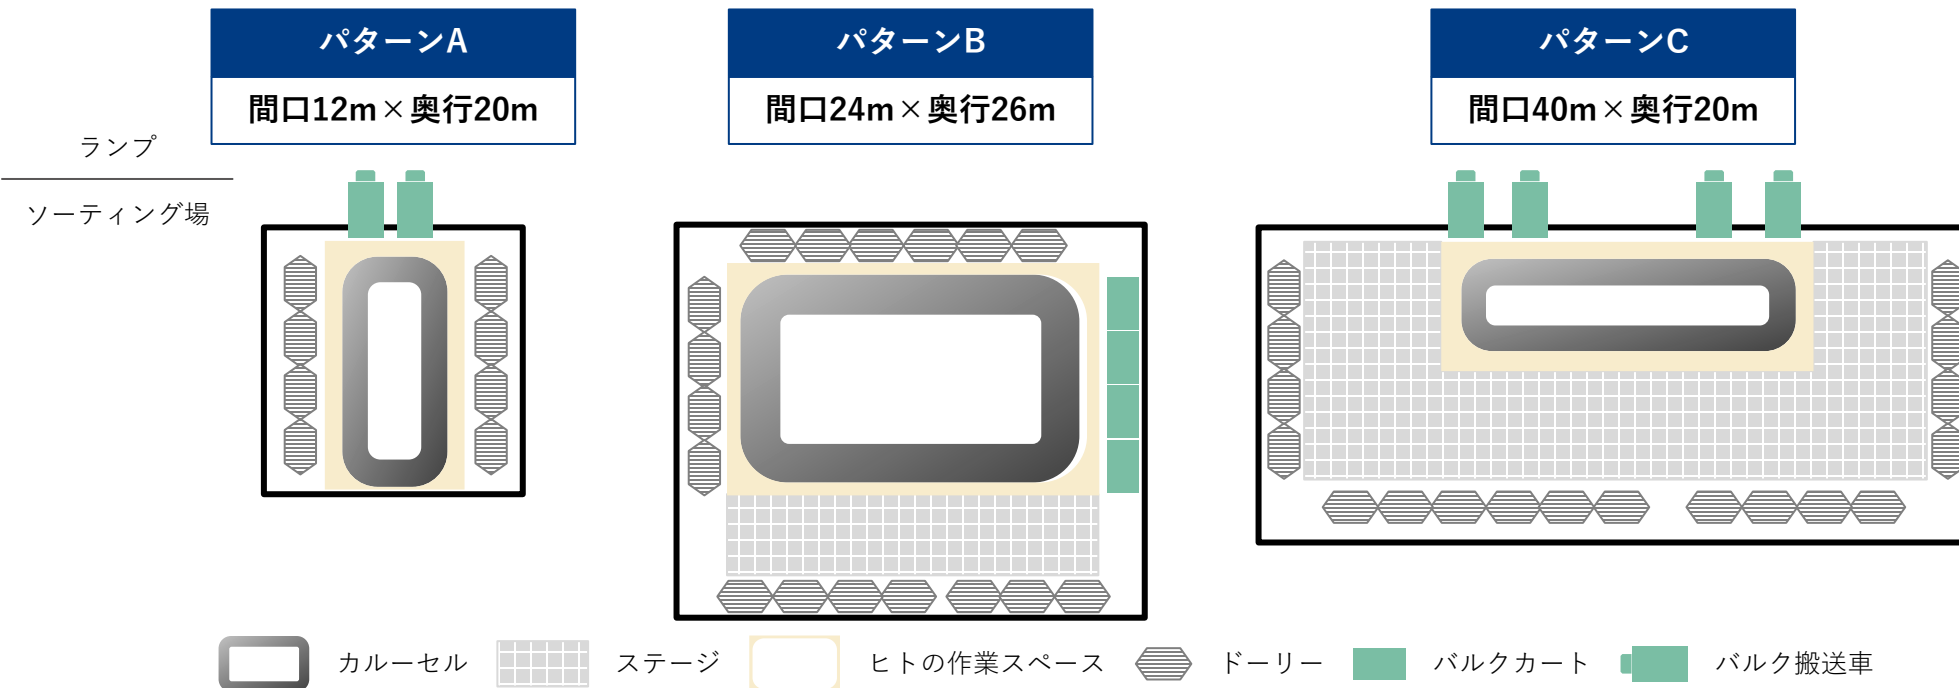 パターンA
間口12m×奥行20m
パターンB
間口24m×奥行26m
パターンC
間口40m×奥行20m
ランプ
ソーティング場
カルーセル
ステージ
ヒトの作業スペース
ドーリー
バルクカート
バルク搬送車